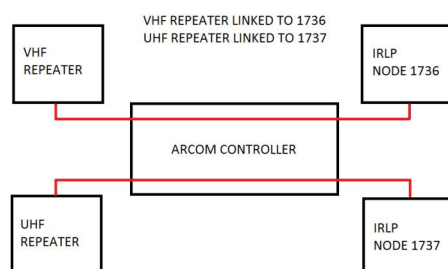 VHF REPEATER LINKED TO 1736
UHF REPEATER LINKED TO 1737
VHF
REPEATER
IRLP
NODE 1736
ARCOM CONTROLLER
UHF
REPEATER
IRLP
NODE 1737